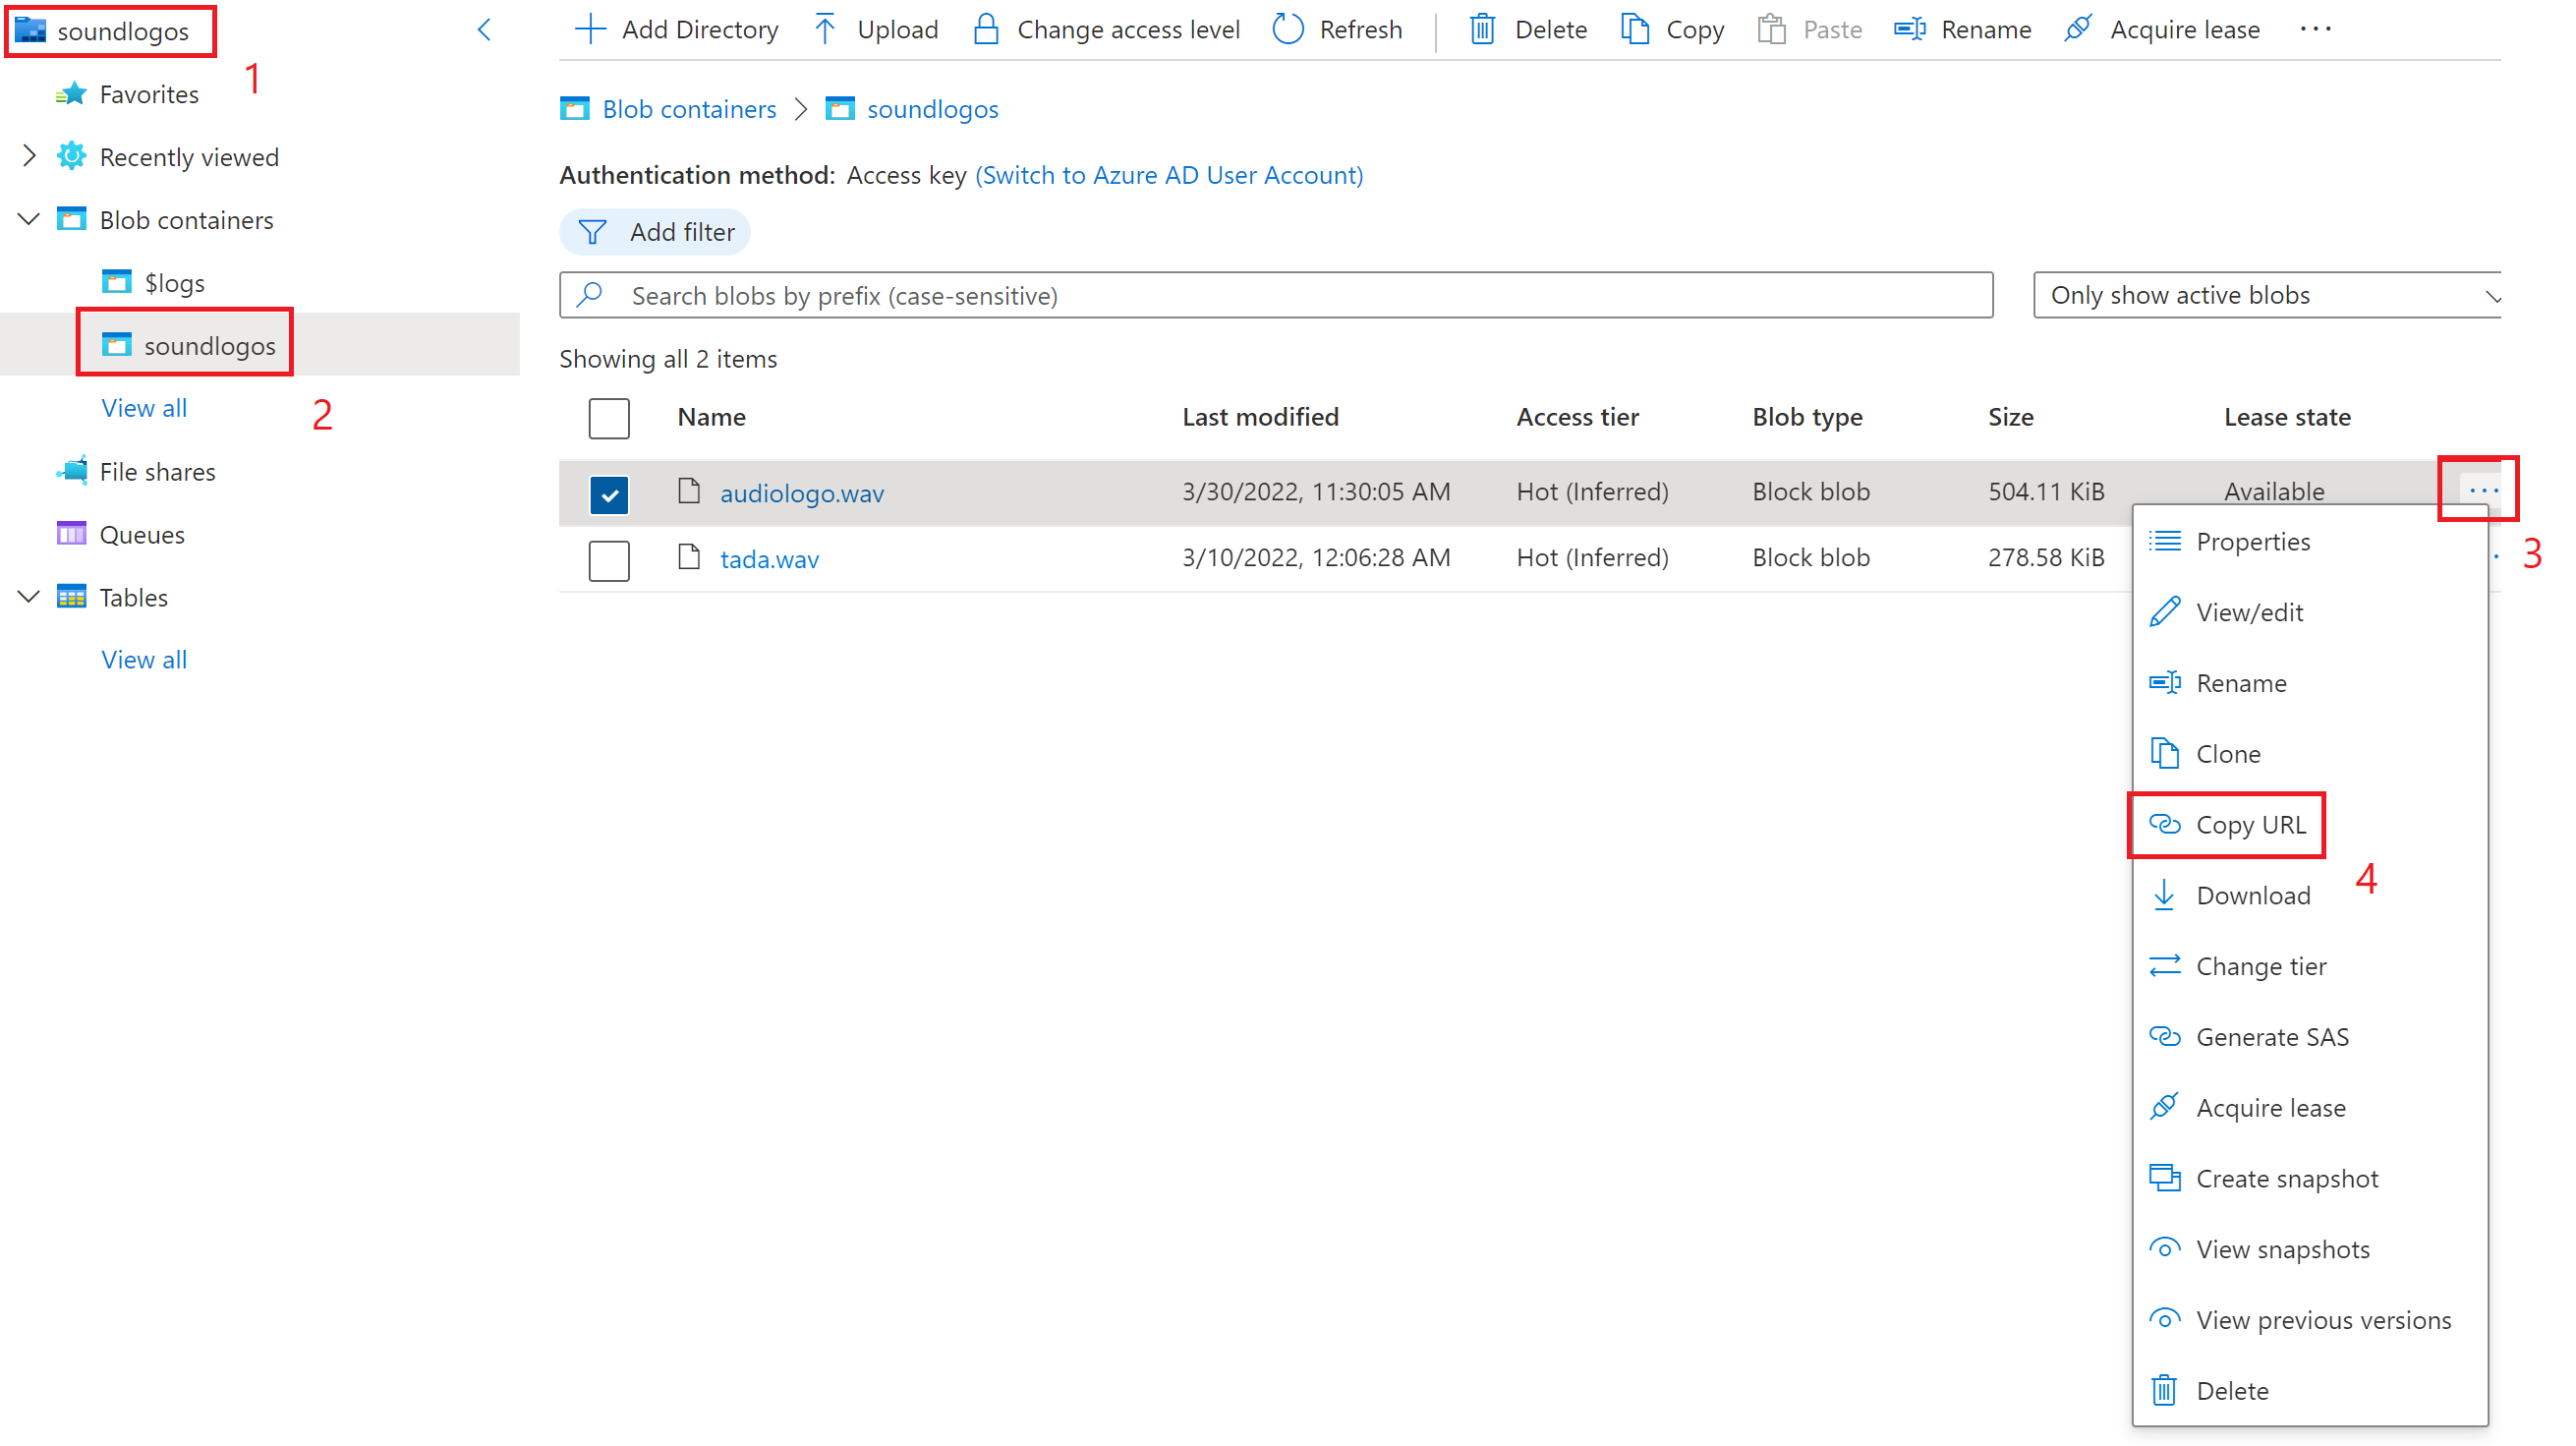 soundlogos
1
Favorites
Recently viewed
Blob containers
$logs
soundlogos
2
View all
File shares
Queues
Tables
View all
Add Directory Upload Change access level Refresh Delete Copy Paste Rename Acquire lease ...
Blob containers > soundlogos
Authentication method: Access key (Switch to Azure AD User Account)
Add filter
Search blobs by prefix (case-sensitive) Only show active blobs
Showing all 2 items
Name Last modified Access tier Blob type Size Lease state
audiologo.wav 3/30/2022, 11:30:05 AM Hot (Inferred) Block blob 504.11 KiB Available ...
3
tada.wav 3/10/2022, 12:06:28 AM Hot (Inferred) Block blob 278.58 KiB
Properties
View/edit
Rename
Clone
Copy URL
4
Download
Change tier
Generate SAS
Acquire lease
Create snapshot
View snapshots
View previous versions
Delete